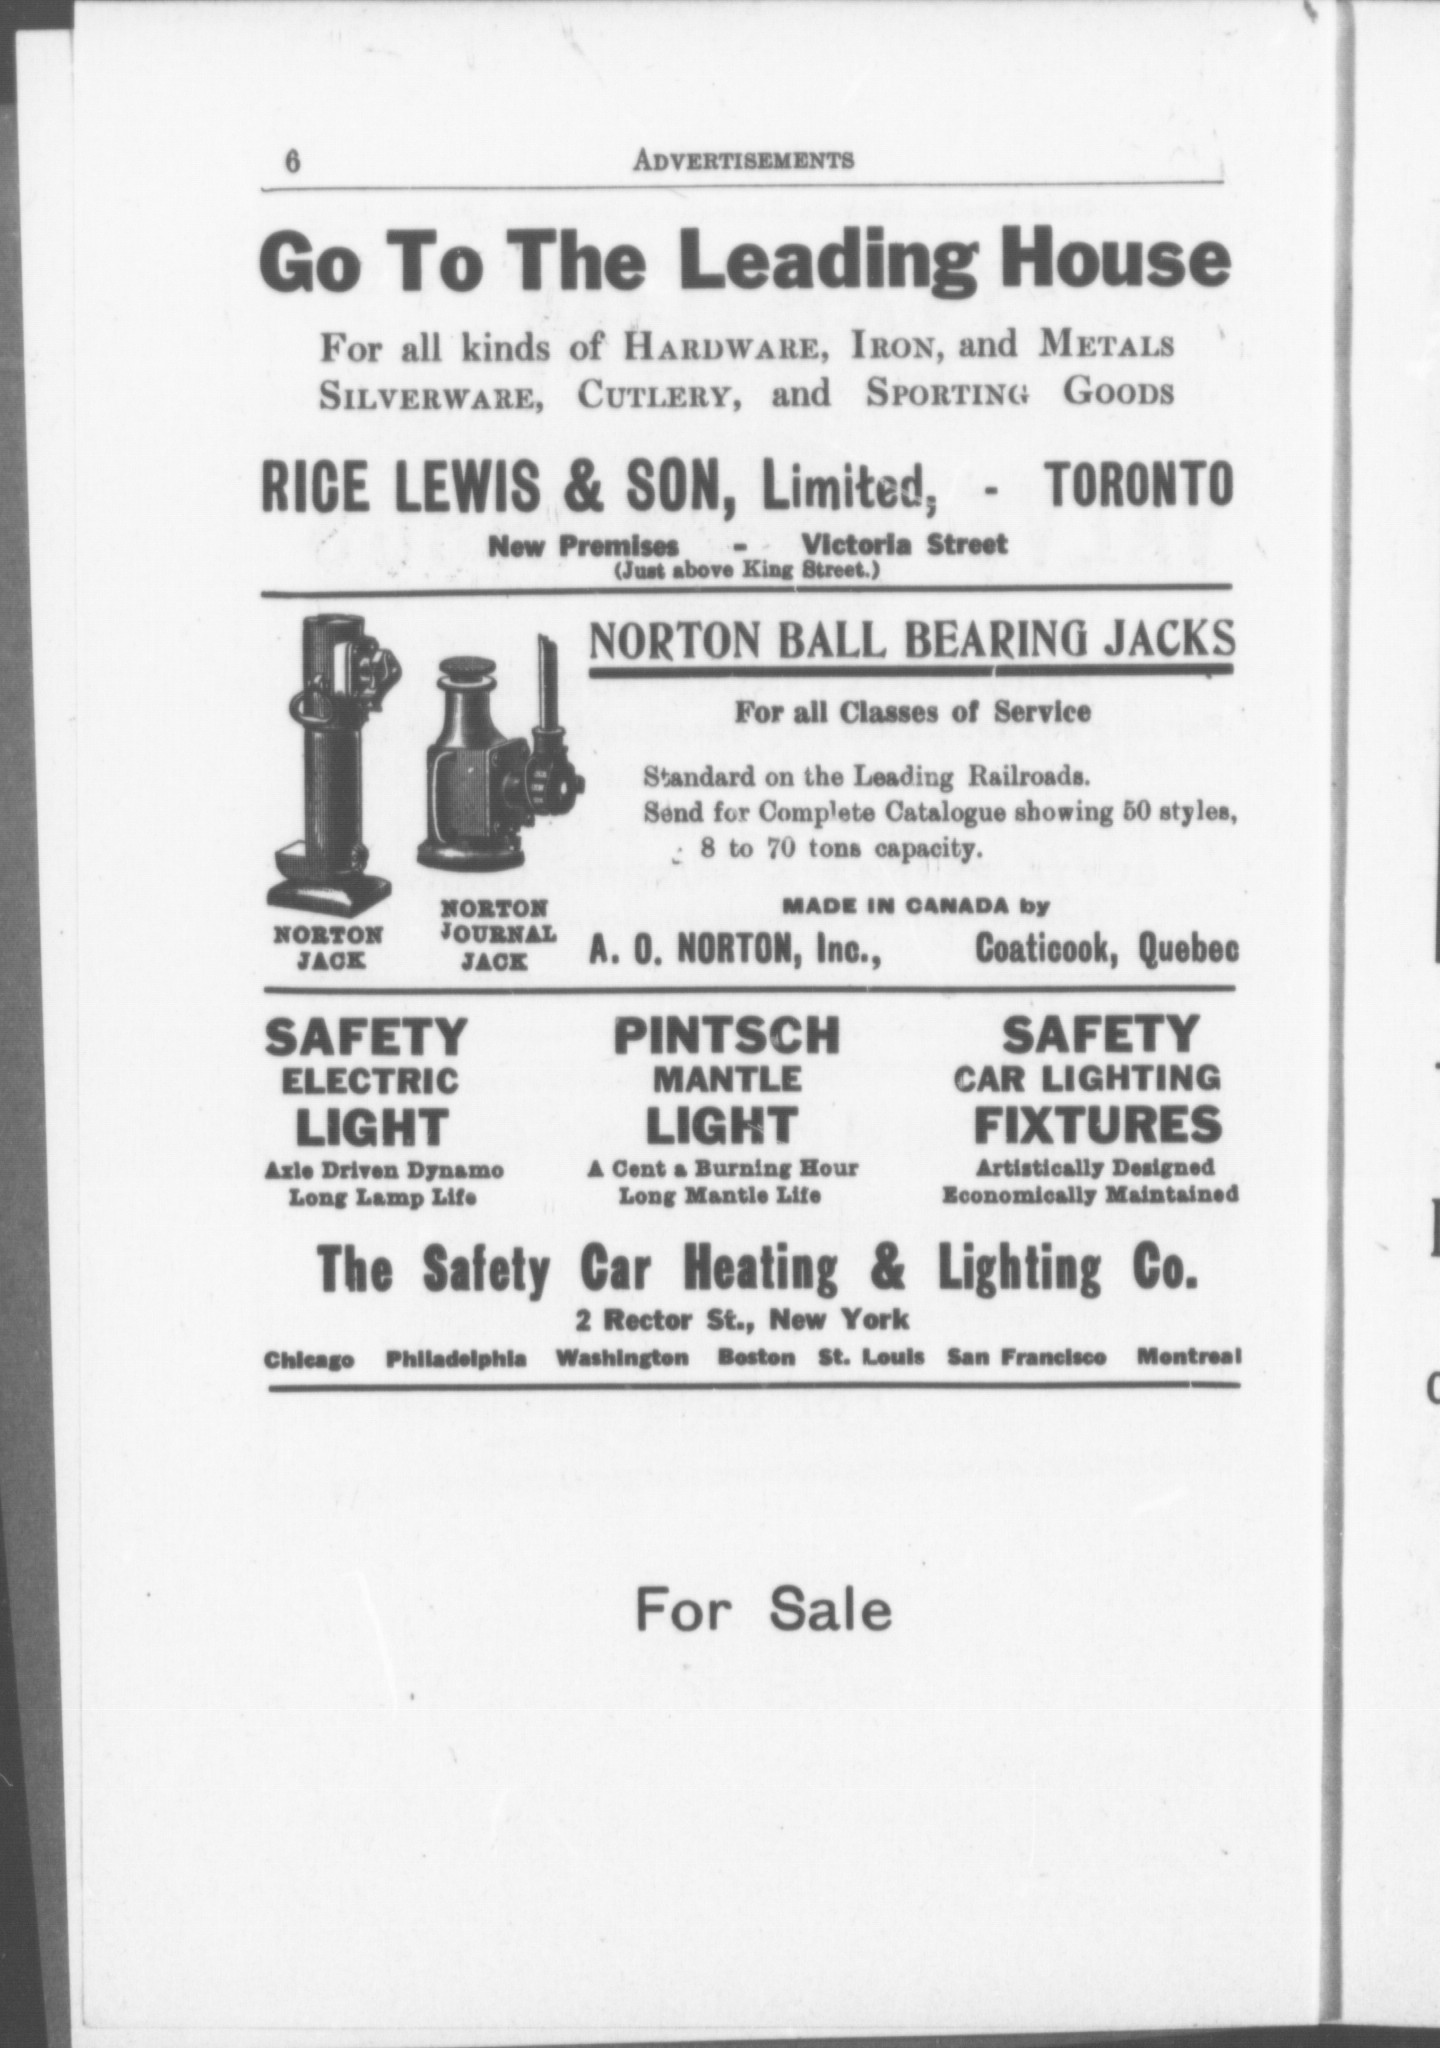 6 ADVERTISEMENTS
Go To The Leading House
For all kinds of HARDWARE, IRON, and METALS
SILVERWARE, CUTLERY, and SPORTING GOODS
RICE LEWIS & SON, Limited, - TORONTO
New Premises - Victoria Street
(Just above King Street.)
NORTON BALL BEARING JACKS
For all Classes of Service
Standard on the Leading Railroads.
Send for Complete Catalogue showing 50 styles,
8 to 70 tons capacity.
MADE IN CANADA by
A. O. NORTON, Inc., Coaticook, Quebec
NORTON
JACK
NORTON
JOURNAL
JACK
SAFETY
ELECTRIC
LIGHT
Axle Driven Dynamo
Long Lamp Life
PINTSCH
MANTLE
LIGHT
A Cent a Burning Hour
Long Mantle Life
SAFETY
CAR LIGHTING
FIXTURES
Artistically Designed
Economically Maintained
The Safety Car Heating & Lighting Co.
2 Rector St., New York
Chicago Philadelphia Washington Boston St. Louis San Francisco Montreal
For Sale